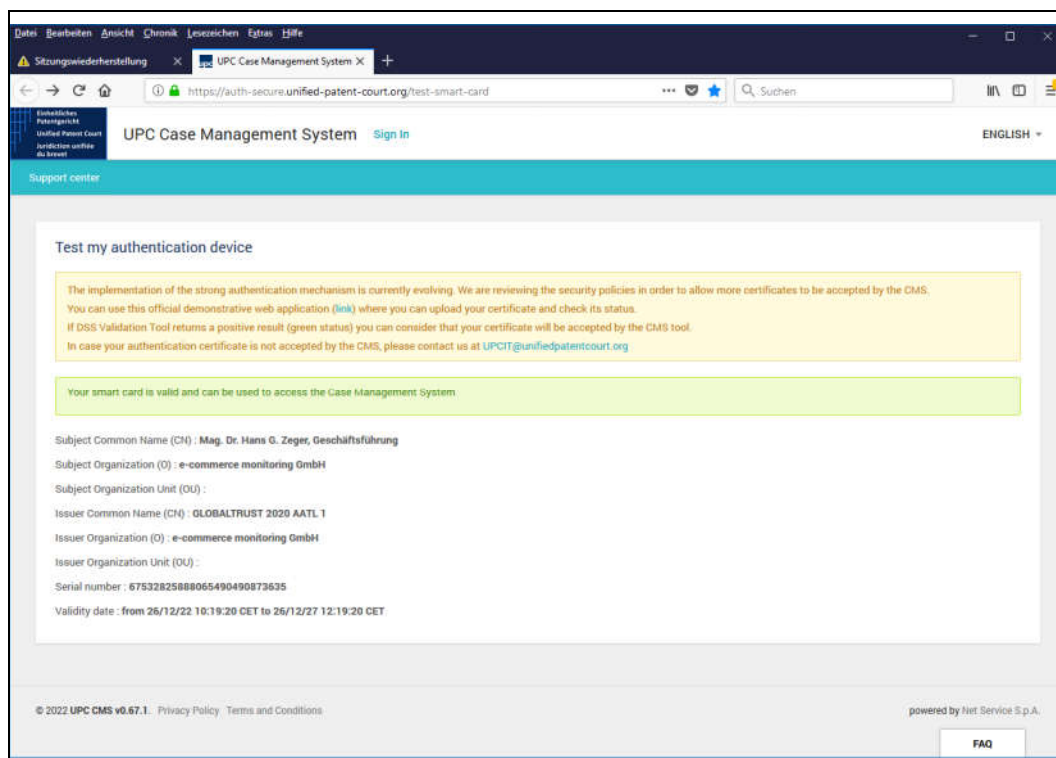 Datei Bearbeiten Ansicht Chronik Lesezeichen Extras Hilfe
Sitzungswiederherstellung
UPC Case Management System
https://auth-secure.unified-patent-court.org/test-smart-card
Suchen
Einheitliches
Patentgericht
Unified Patent Court
Juridiction unifiée
du brevet
UPC Case Management System Sign In
ENGLISH
Support center
Test my authentication device
The implementation of the strong authentication mechanism is currently evolving. We are reviewing the security policies in order to allow more certificates to be accepted by the CMS.
You can use this official demonstrative web application (link) where you can upload your certificate and check its status.
If DSS Validation Tool returns a positive result (green status) you can consider that your certificate will be accepted by the CMS tool.
In case your authentication certificate is not accepted by the CMS, please contact us at UPCIT@unifiedpatentcourt.org
Your smart card is valid and can be used to access the Case Management System
Subject Common Name (CN) : Mag. Dr. Hans G. Zeger, Geschäftsführung
Subject Organization (O) : e-commerce monitoring GmbH
Subject Organization Unit (OU) :
Issuer Common Name (CN) : GLOBALTRUST 2020 AATL 1
Issuer Organization (O) : e-commerce monitoring GmbH
Issuer Organization Unit (OU) :
Serial number : 67532825888065490490873635
Validity date : from 26/12/22 10:19:20 CET to 26/12/27 12:19:20 CET
© 2022 UPC CMS v0.67.1. Privacy Policy Terms and Conditions
powered by Net Service S.p.A.
FAQ